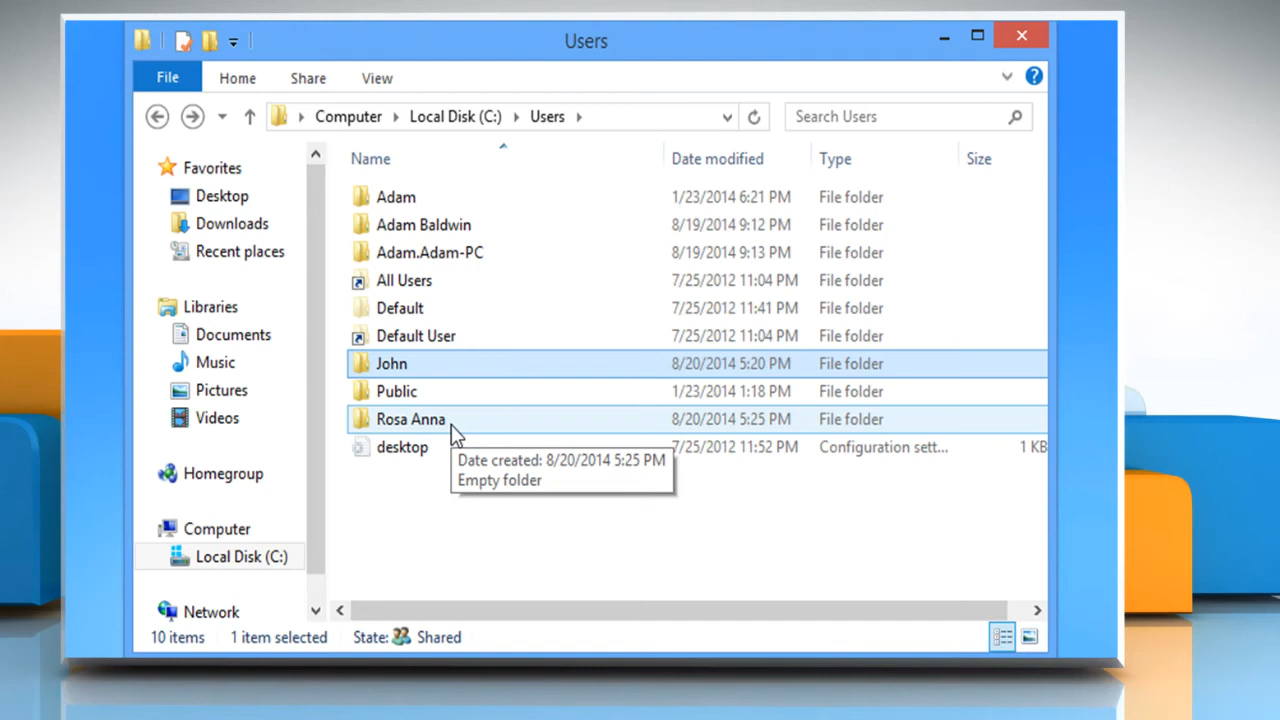 Users
File Home Share View
Computer Local Disk (C:) Users Search Users
Name Date modified Type Size
Favorites
Desktop
Downloads
Recent places
Libraries
Documents
Music
Pictures
Videos
Homegroup
Computer
Local Disk (C:)
Network
Adam 1/23/2014 6:21 PM File folder
Adam Baldwin 8/19/2014 9:12 PM File folder
Adam.Adam-PC 8/19/2014 9:13 PM File folder
All Users 7/25/2012 11:04 PM File folder
Default 7/25/2012 11:41 PM File folder
Default User 7/25/2012 11:04 PM File folder
John 8/20/2014 5:20 PM File folder
Public 1/23/2014 1:18 PM File folder
Rosa Anna 8/20/2014 5:25 PM File folder
desktop 7/25/2012 11:52 PM Configuration sett... 1 KB
Date created: 8/20/2014 5:25 PM
Empty folder
10 items 1 item selected State: Shared